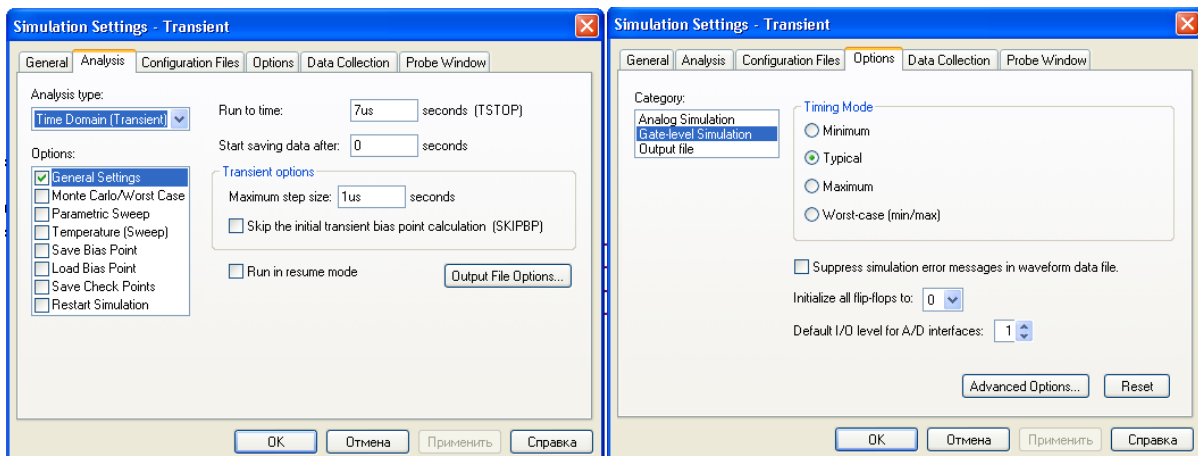 Simulation Settings - Transient
General Analysis Configuration Files Options Data Collection Probe Window
Analysis type:
Time Domain (Transient)
Options:
General Settings
Monte Carlo/Worst Case
Parametric Sweep
Temperature (Sweep)
Save Bias Point
Load Bias Point
Save Check Points
Restart Simulation
Run to time: 7us seconds (TSTOP)
Start saving data after: 0 seconds
Transient options
Maximum step size: 1us seconds
Skip the initial transient bias point calculation (SKIPBP)
Run in resume mode
Output File Options...
OK Отмена Применить Справка
Simulation Settings - Transient
General Analysis Configuration Files Options Data Collection Probe Window
Category:
Analog Simulation
Gate-level Simulation
Output file
Timing Mode
Minimum
Typical
Maximum
Worst-case (min/max)
Suppress simulation error messages in waveform data file.
Initialize all flip-flops to: 0
Default I/O level for A/D interfaces: 1
Advanced Options... Reset
OK Отмена Применить Справка